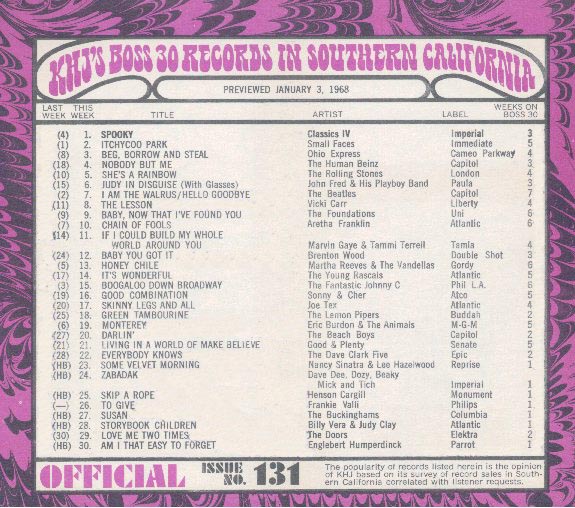 KHJ'S BOSS 30 RECORDS IN SOUTHERN CALIFORNIA
PREVIEWED JANUARY 3, 1968
LAST WEEK THIS WEEK TITLE ARTIST LABEL WEEKS ON BOSS 30
(4) 1. SPOOKY Classics IV Imperial 3
(1) 2. ITCHYCOO PARK Small Faces Immediate 5
(8) 3. BEG, BORROW AND STEAL Ohio Express Cameo Parkway 4
(18) 4. NOBODY BUT ME The Human Beinz Capitol 3
(10) 5. SHE'S A RAINBOW The Rolling Stones London 4
(15) 6. JUDY IN DISGUISE (With Glasses) John Fred & His Playboy Band Paula 3
(2) 7. I AM THE WALRUS/HELLO GOODBYE The Beatles Capitol 7
(11) 8. THE LESSON Vicki Carr Liberty 4
(9) 9. BABY, NOW THAT I'VE FOUND YOU The Foundations Uni 6
(7) 10. CHAIN OF FOOLS Aretha Franklin Atlantic 6
(14) 11. IF I COULD BUILD MY WHOLE
WORLD AROUND YOU Marvin Gaye & Tammi Terrell Tamla 4
(24) 12. BABY YOU GOT IT Brenton Wood Double Shot 3
(5) 13. HONEY CHILE Martha Reeves & The Vandellas Gordy 6
(17) 14. IT'S WONDERFUL The Young Rascals Atlantic 5
(3) 15. BOOGALOO DOWN BROADWAY The Fantastic Johnny C Phil L.A. 6
(19) 16. GOOD COMBINATION Sonny & Cher Atco 5
(20) 17. SKINNY LEGS AND ALL Joe Tex Atlantic 4
(25) 18. GREEN TAMBOURINE The Lemon Pipers Buddah 2
(6) 19. MONTEREY Eric Burdon & The Animals M-G-M 5
(27) 20. DARLIN' The Beach Boys Capitol 2
(21) 21. LIVING IN A WORLD OF MAKE BELIEVE Good & Plenty Senate 5
(28) 22. EVERYBODY KNOWS The Dave Clark Five Epic 2
(HB) 23. SOME VELVET MORNING Nancy Sinatra & Lee Hazelwood Reprise 1
(HB) 24. ZABADAK Dave Dee, Dozy, Beaky
Mick and Tich Imperial 1
(HB) 25. SKIP A ROPE Henson Cargill Monument 1
(—) 26. TO GIVE Frankie Valli Philips 1
(HB) 27. SUSAN The Buckinghams Columbia 1
(HB) 28. STORYBOOK CHILDREN Billy Vera & Judy Clay Atlantic 1
(30) 29. LOVE ME TWO TIMES The Doors Elektra 2
(HB) 30. AM I THAT EASY TO FORGET Englebert Humperdinck Parrot 1
OFFICIAL ISSUE NO. 131
The popularity of records listed herein is the opinion
of KHJ based on its survey of record sales in South-
ern California correlated with listener requests.